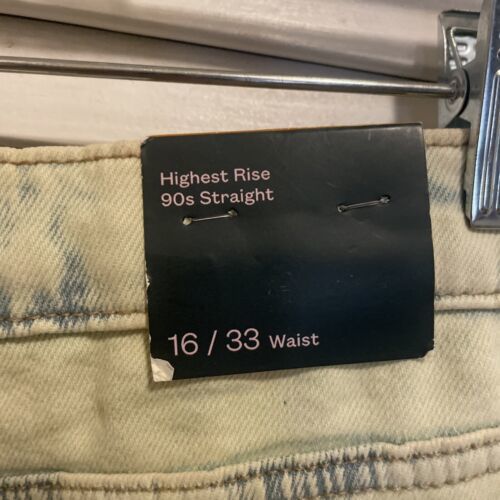 Highest Rise
90s Straight
16 / 33 Waist